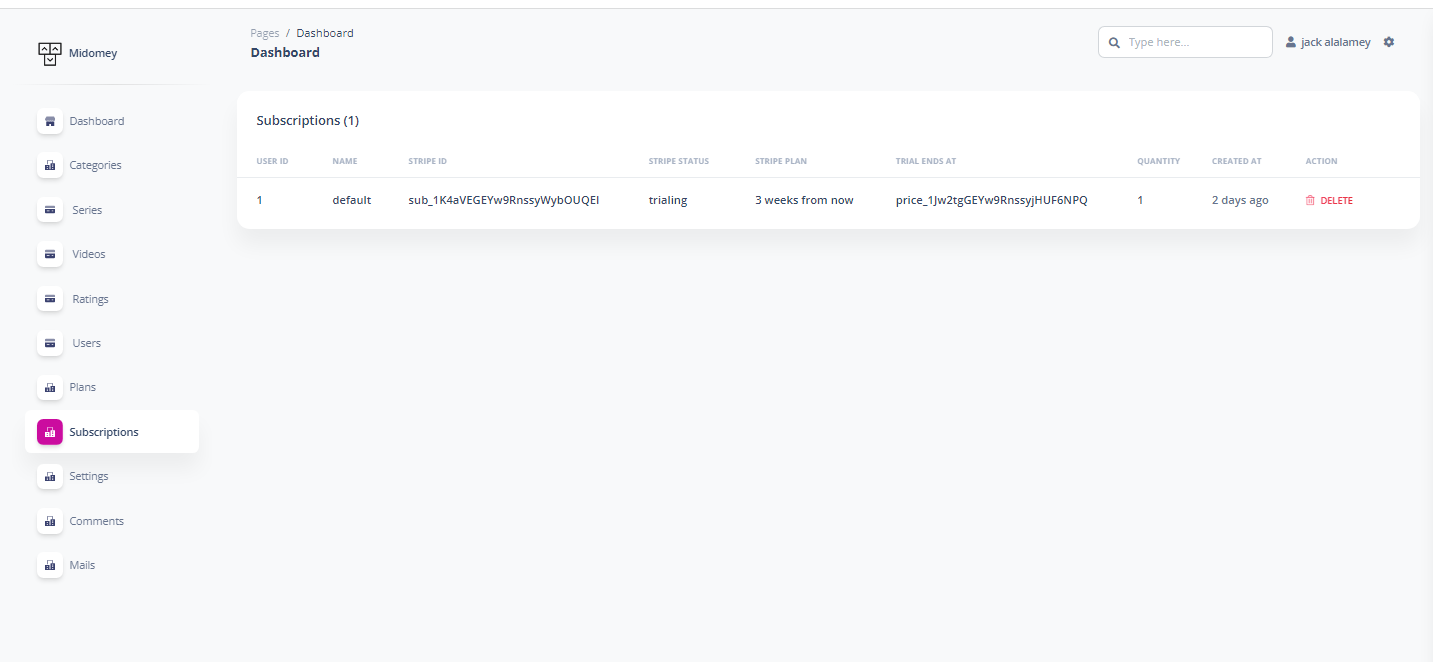 Midomey
Dashboard
Categories
Series
Videos
Ratings
Users
Plans
Subscriptions
Settings
Comments
Mails
Pages / Dashboard
Dashboard
Type here...
jack alalamey
Subscriptions (1)
USER ID NAME STRIPE ID STRIPE STATUS STRIPE PLAN TRIAL ENDS AT QUANTITY CREATED AT ACTION
1 default sub_1K4aVEGEYw9RnssyWybOUQEI trialing 3 weeks from now price_1Jw2tgGEYw9RnssyjHUF6NPQ 1 2 days ago DELETE